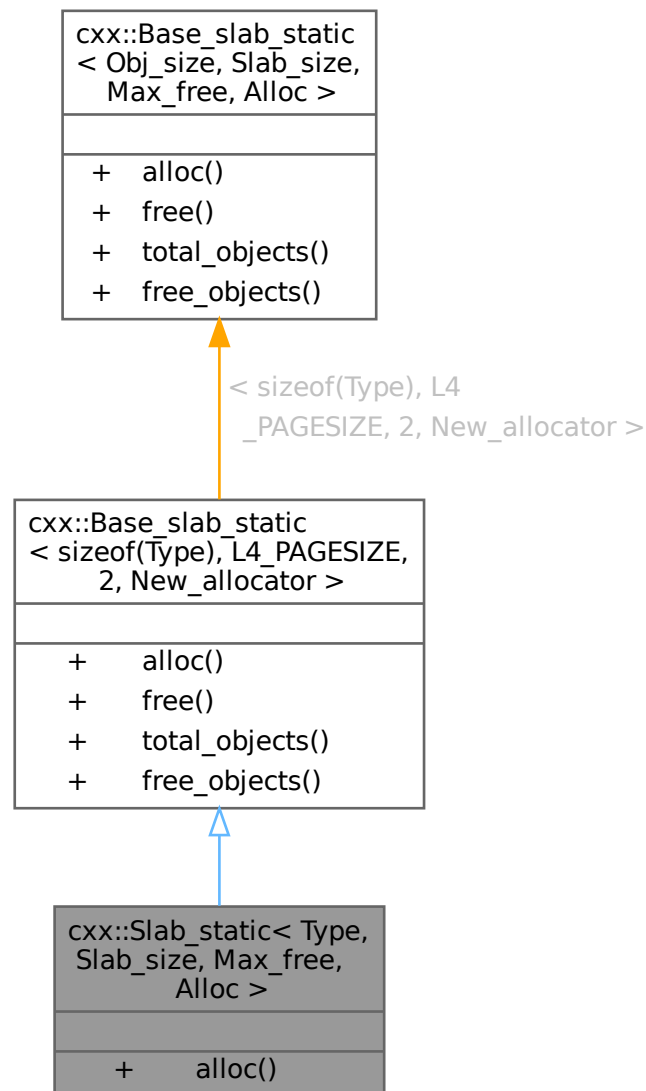 cxx::Base_slab_static
< Obj_size, Slab_size,
Max_free, Alloc >
+ alloc()
+ free()
+ total_objects()
+ free_objects()
< sizeof(Type), L4
_PAGESIZE, 2, New_allocator >
cxx::Base_slab_static
< sizeof(Type), L4_PAGESIZE,
2, New_allocator >
+ alloc()
+ free()
+ total_objects()
+ free_objects()
cxx::Slab_static< Type,
Slab_size, Max_free,
Alloc >
+ alloc()